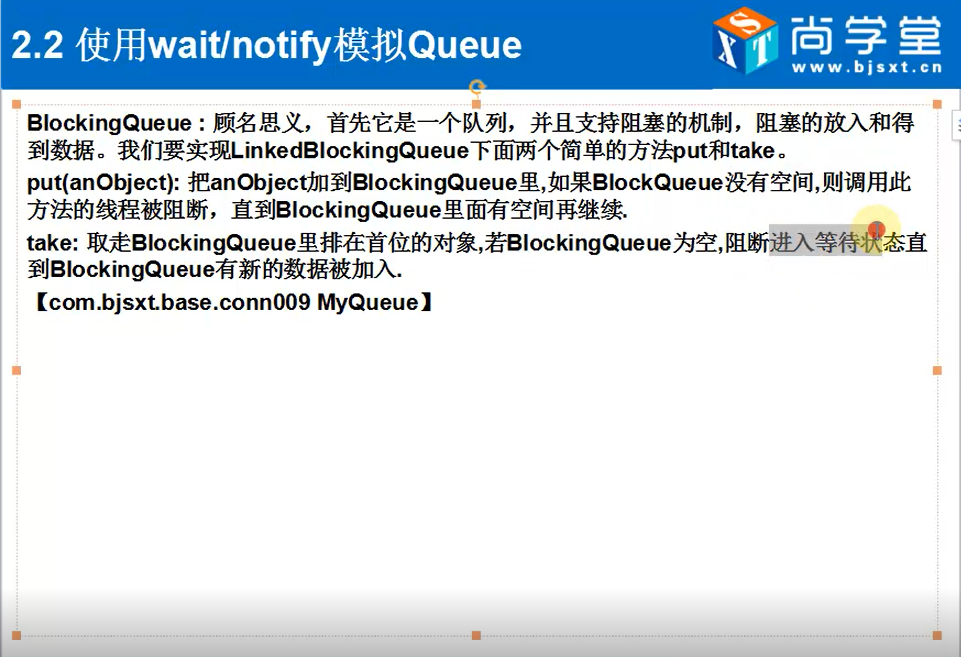 2.2 使用wait/notify模拟Queue
XST 尚学堂
www.bjsxt.cn
BlockingQueue : 顾名思义，首先它是一个队列，并且支持阻塞的机制，阻塞的放入和得
到数据。我们要实现LinkedBlockingQueue下面两个简单的方法put和take。
put(anObject): 把anObject加到BlockingQueue里,如果BlockQueue没有空间,则调用此
方法的线程被阻断，直到BlockingQueue里面有空间再继续.
take: 取走BlockingQueue里排在首位的对象,若BlockingQueue为空,阻断进入等待状态直
到BlockingQueue有新的数据被加入.
【com.bjsxt.base.conn009 MyQueue】